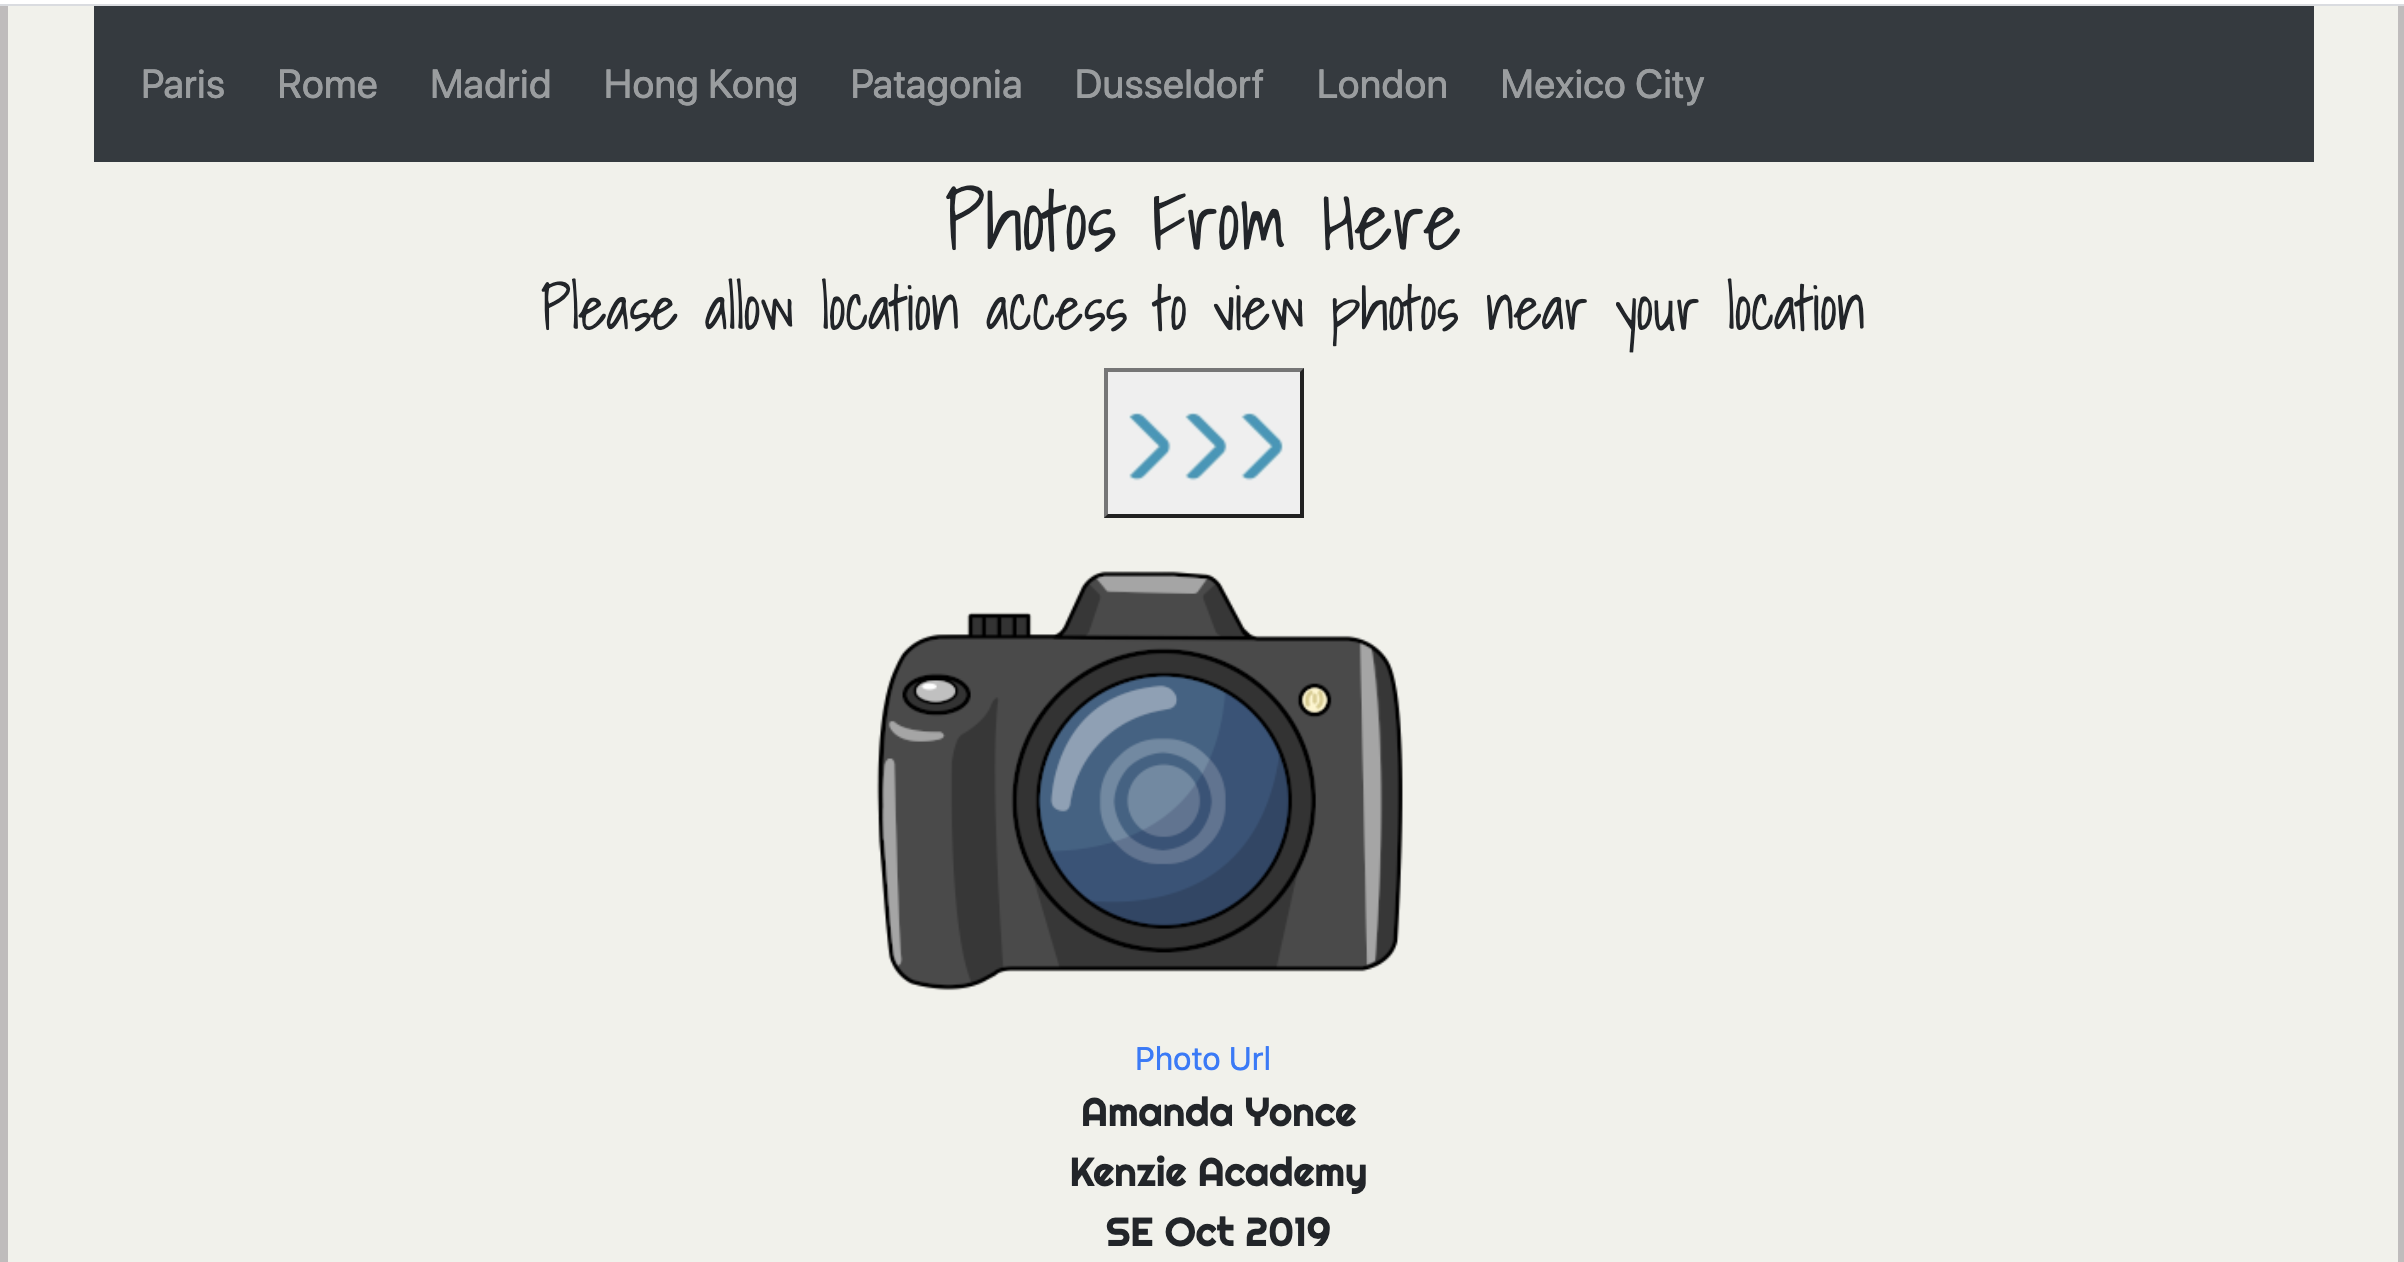 Paris Rome Madrid Hong Kong Patagonia Dusseldorf London Mexico City
Photos From Here
Please allow location access to view photos near your location
Photo Url
Amanda Yonce
Kenzie Academy
SE Oct 2019